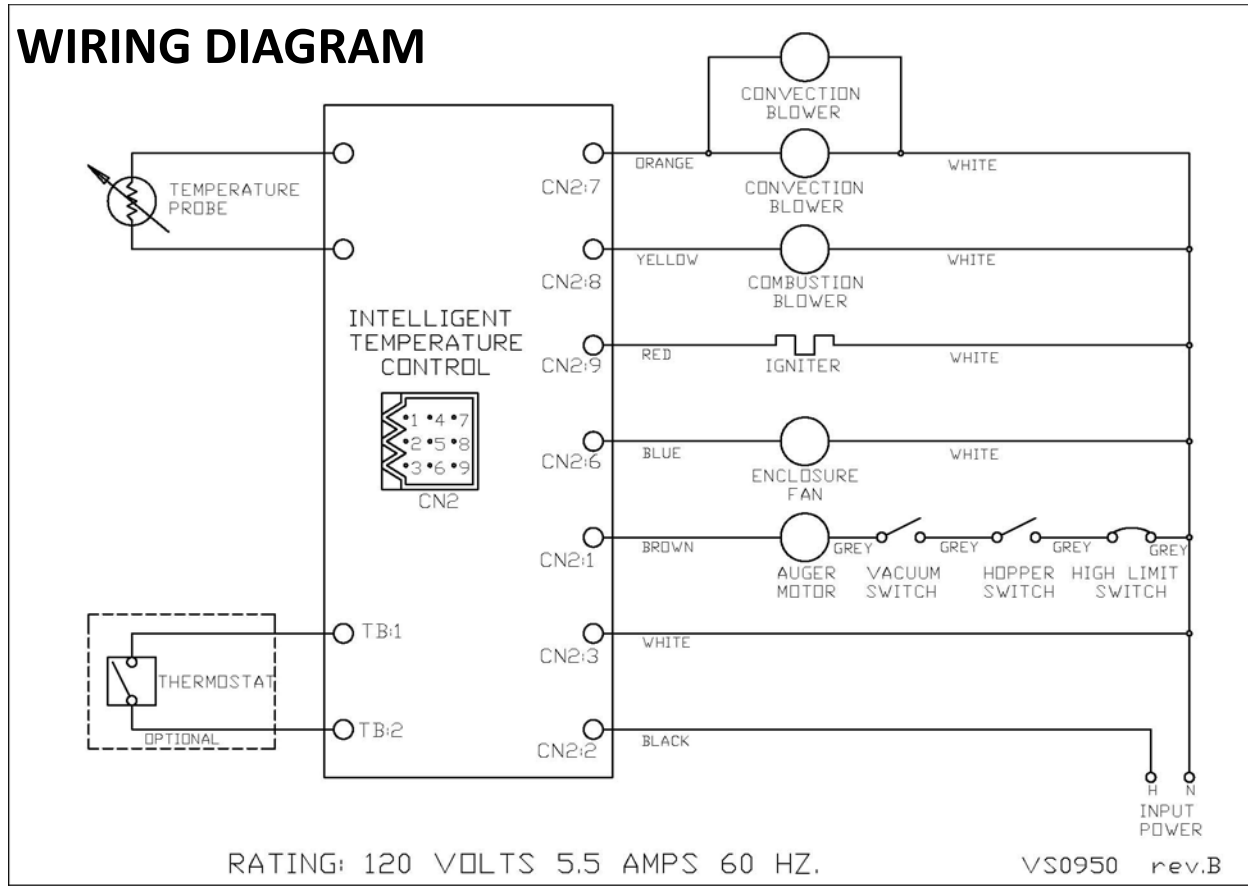 WIRING DIAGRAM
CONVECTION
BLOWER
ORANGE
WHITE
CN2:7
CONVECTION
BLOWER
TEMPERATURE
PROBE
YELLOW
WHITE
CN2:8
COMBUSTION
BLOWER
INTELLIGENT
TEMPERATURE
CONTROL
RED
WHITE
CN2:9
IGNITER
1 4 7
2 5 8
3 6 9
CN2
BLUE
WHITE
CN2:6
ENCLOSURE
FAN
BROWN
GREY
GREY
GREY
GREY
CN2:1
AUGER
MOTOR
VACUUM
SWITCH
HOPPER
SWITCH
HIGH LIMIT
SWITCH
TB:1
WHITE
CN2:3
THERMOSTAT
OPTIONAL
TB:2
BLACK
CN2:2
H N
INPUT
POWER
RATING: 120 VOLTS 5.5 AMPS 60 HZ.
VS0950 rev.B